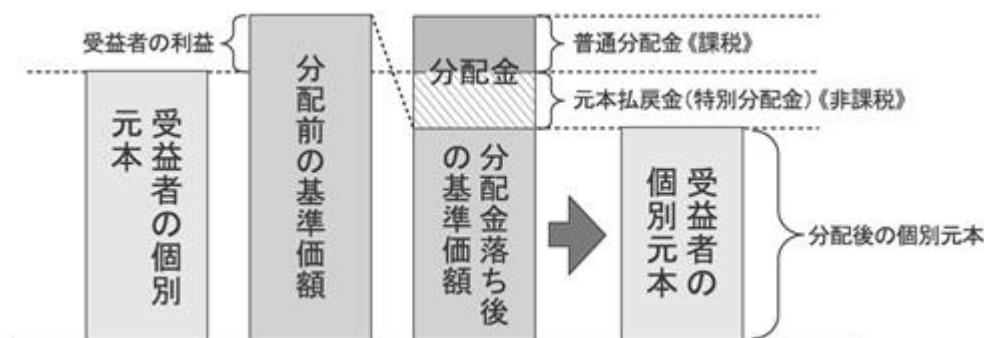 受益者の利益
受益者の個別
元本
分配前の基準価額
分配金
分配金落ち後
の基準価額
普通分配金《課税》
元本払戻金(特別分配金)《非課税》
受益者の
個別元本
分配後の個別元本